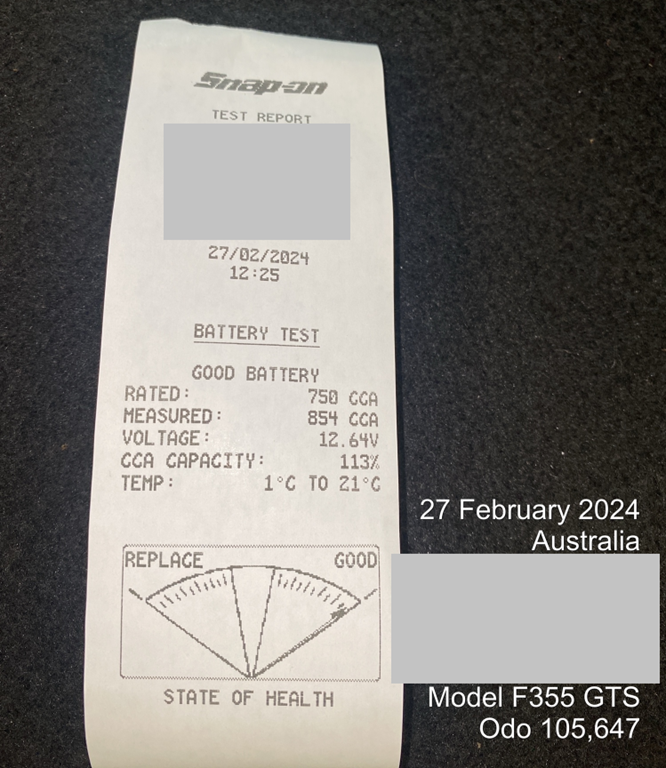 Snap-on
TEST REPORT
27/02/2024
12:25
BATTERY TEST
GOOD BATTERY
RATED: 750 CCA
MEASURED: 854 CCA
VOLTAGE: 12.64V
CCA CAPACITY: 113%
TEMP: 1°C TO 21°C
REPLACE GOOD
STATE OF HEALTH
27 February 2024
Australia
Model F355 GTS
Odo 105,647